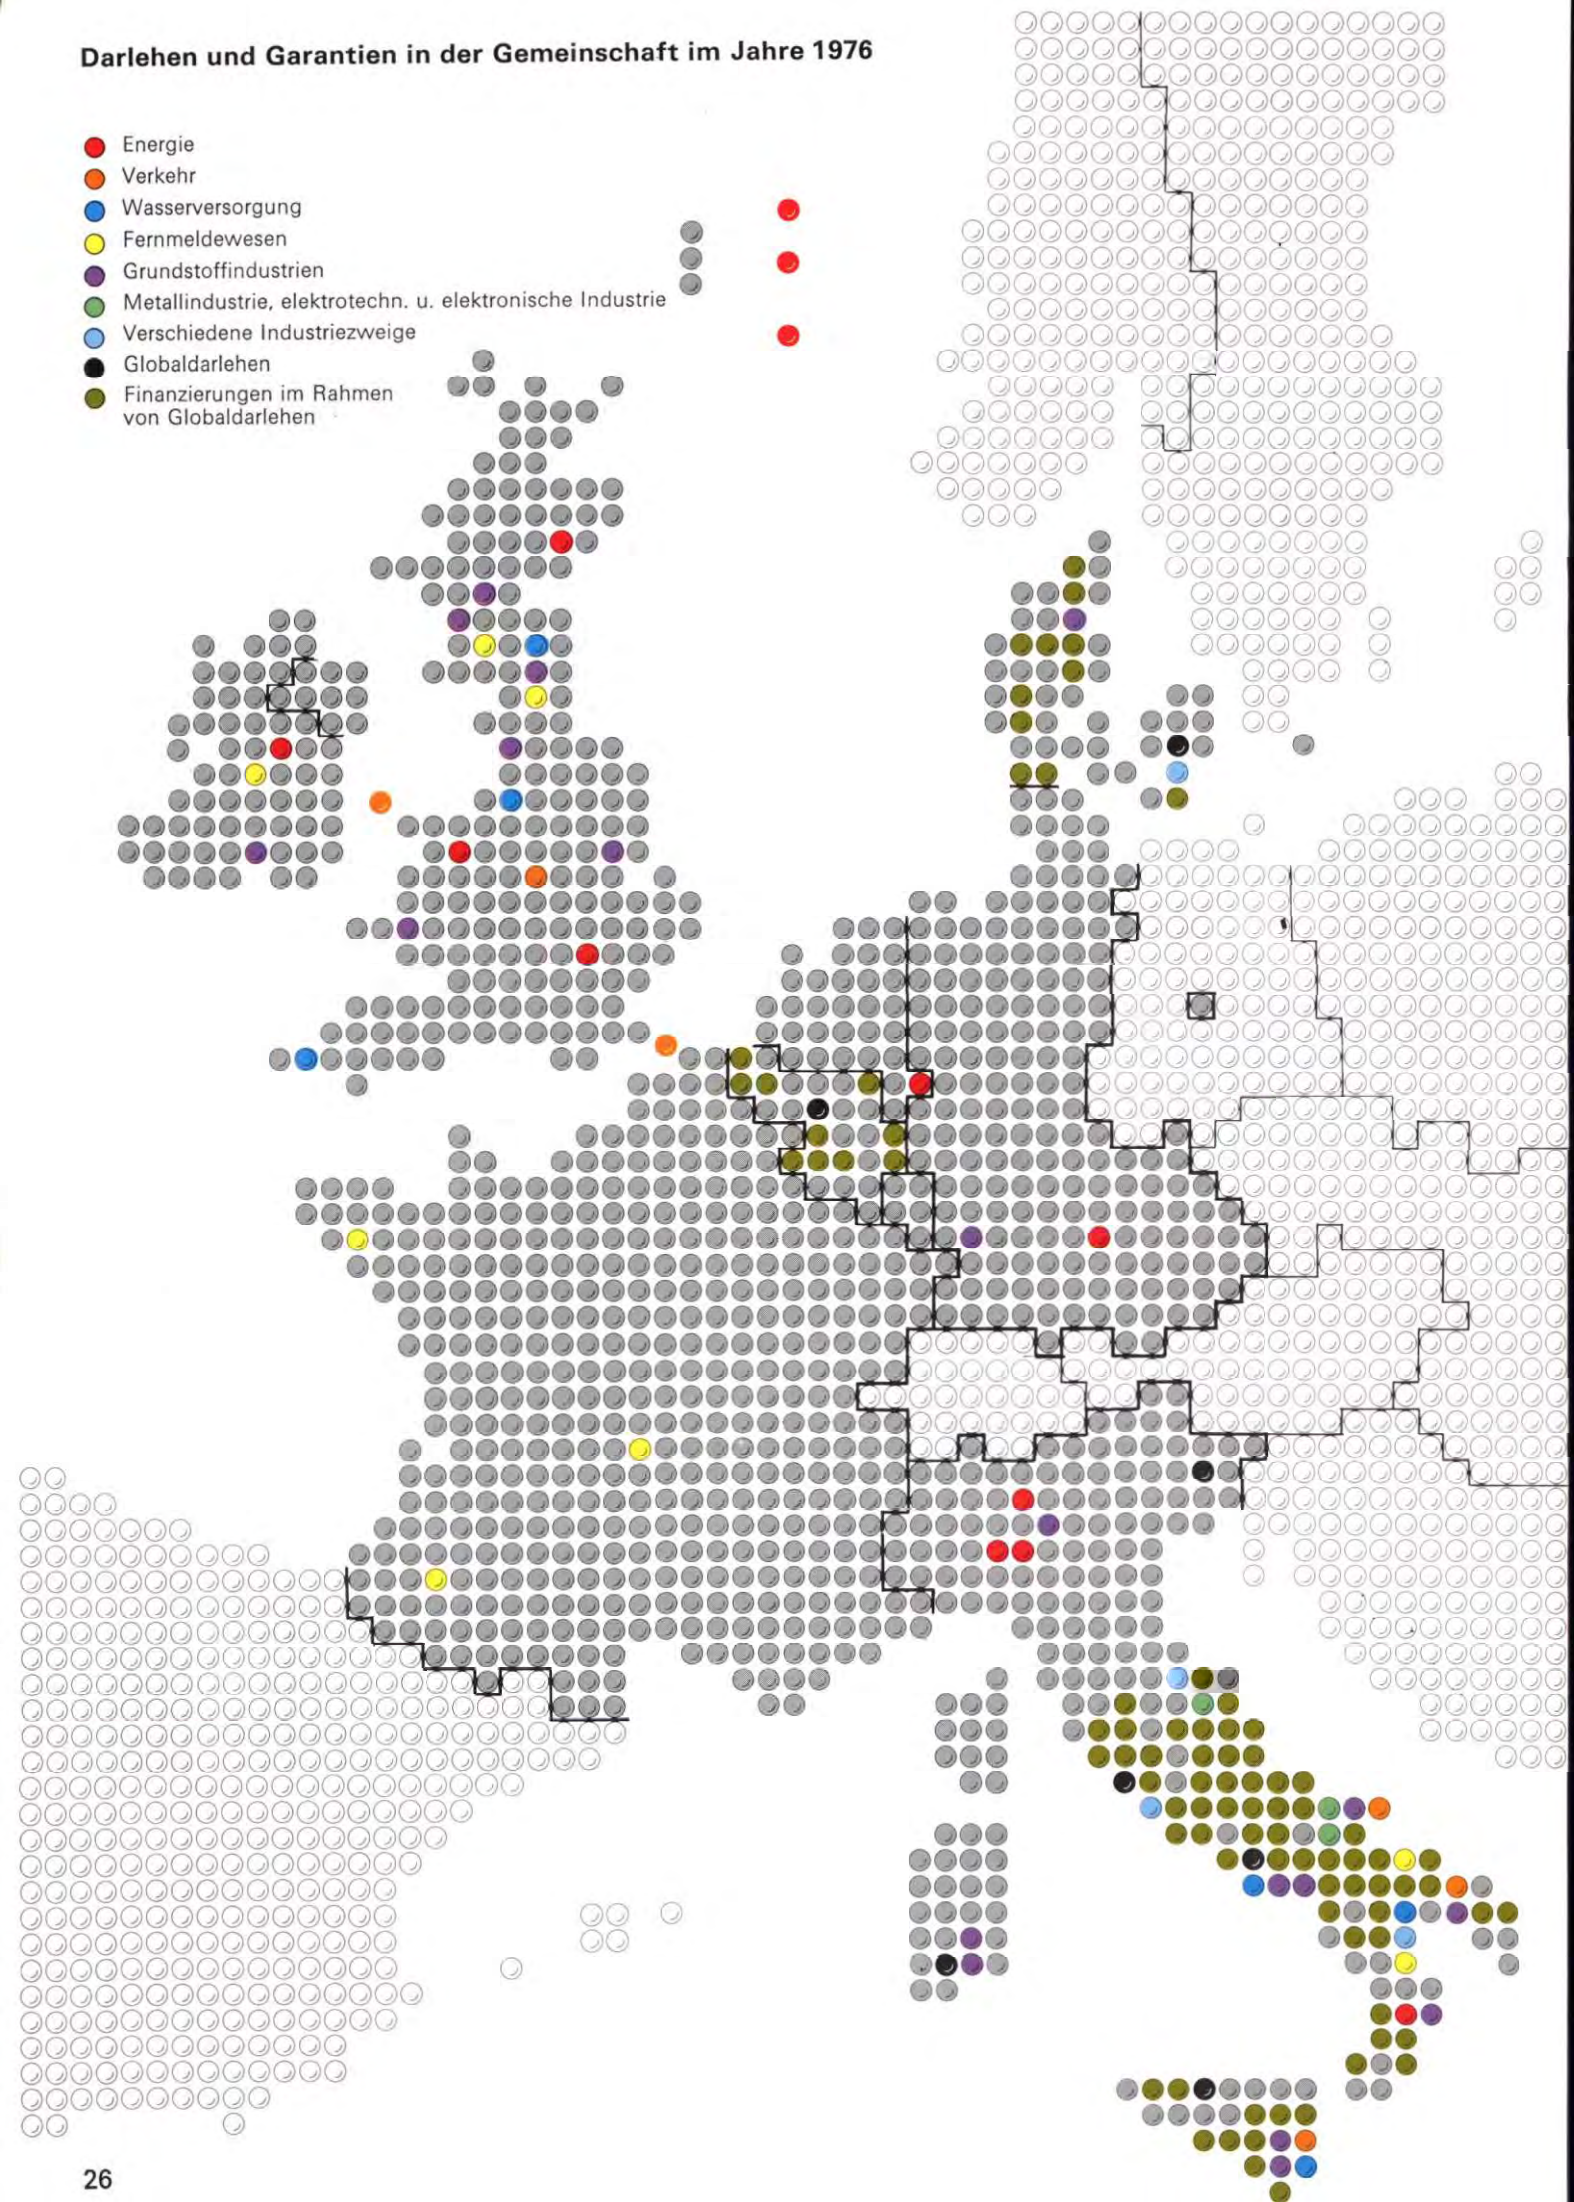 Darlehen und Garantien in der Gemeinschaft im Jahre 1976
Energie
Verkehr
Wasserversorgung
Fernmeldewesen
Grundstoffindustrien
Metallindustrie, elektrotechn. u. elektronische Industrie
Verschiedene Industriezweige
Globaldarlehen
Finanzierungen im Rahmen
von Globaldarlehen
26